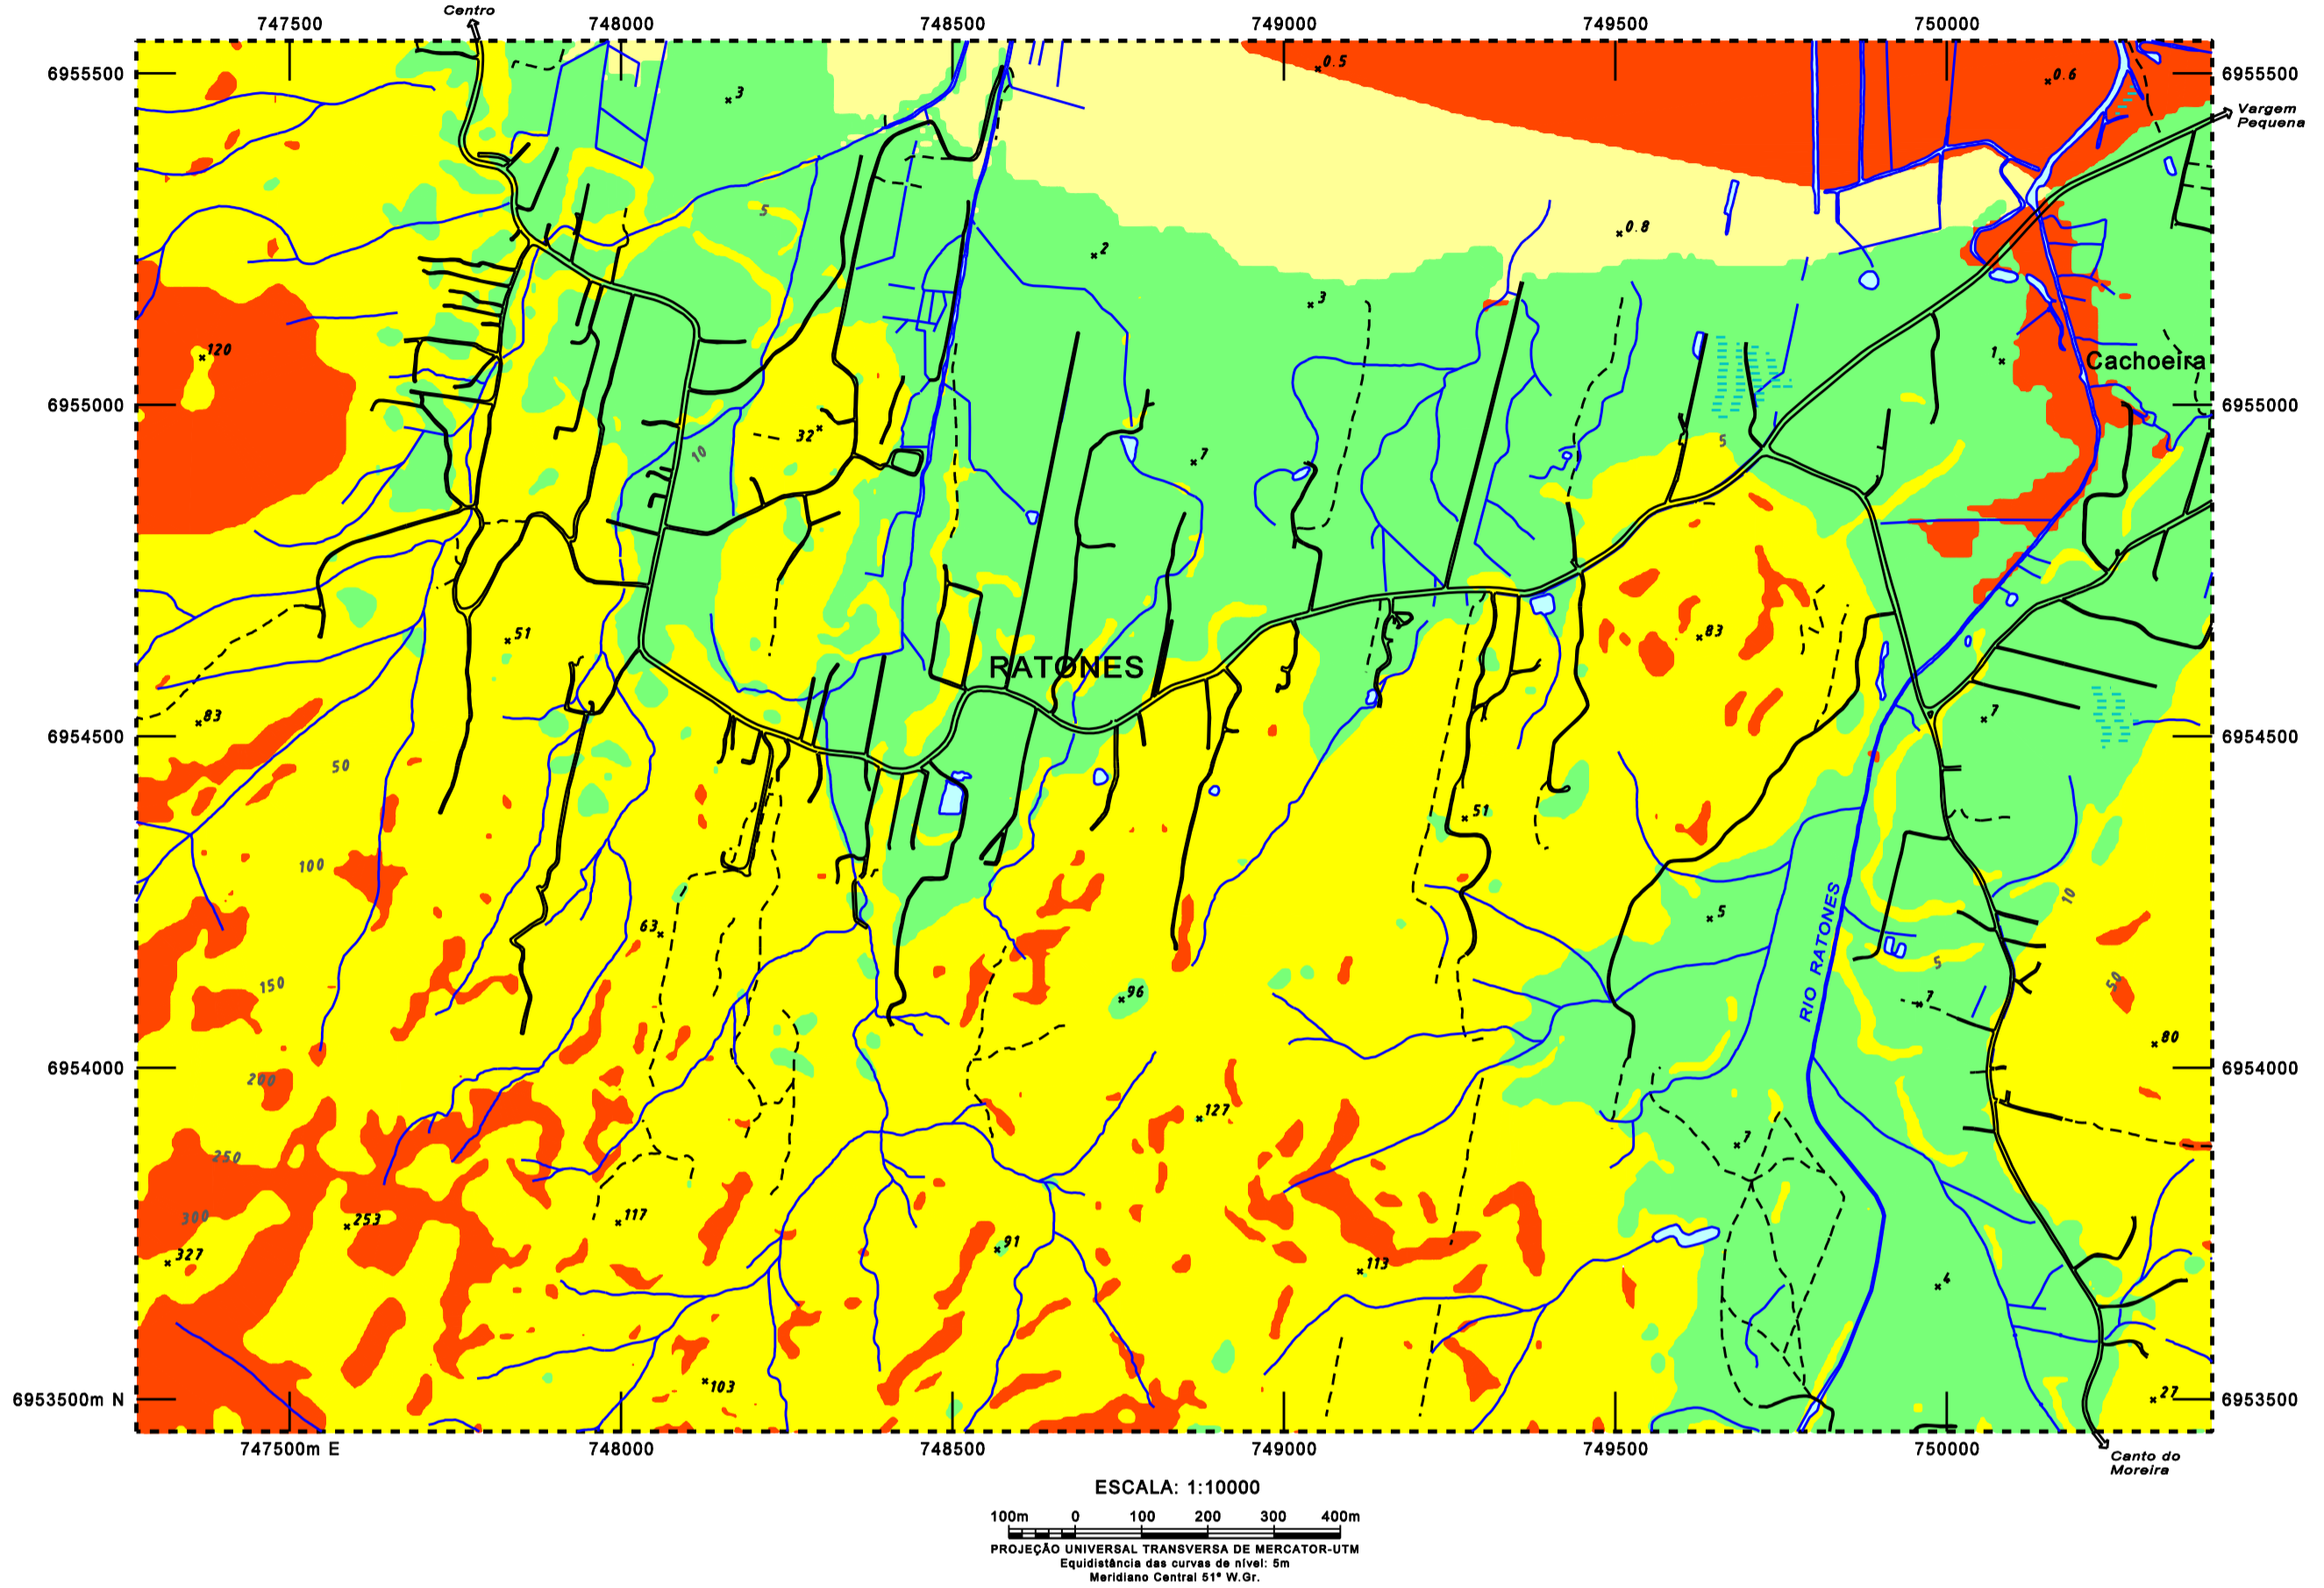 Centro
747500 748000 748500 749000 749500 750000
6955500 6955500
0.5
0.6
3
Vargem
Pequena
5
0.8
2
3
120
1
Cachoeira
6955000 6955000
32
10
7
5
51
83
RATONES
83
7
6954500 6954500
50
51
100
63
5
10
150
96
RIO RATONES
5
50
7
80
6954000 6954000
200
127
7
250
300
253
117
327
91
113
4
103
27
6953500m N 6953500
747500m E 748000 748500 749000 749500 750000
Canto do
Moreira
ESCALA: 1:10000
100m 0 100 200 300 400m
PROJEÇÃO UNIVERSAL TRANSVERSA DE MERCATOR-UTM
Equidistância das curvas de nível: 5m
Meridiano Central 51º W.Gr.